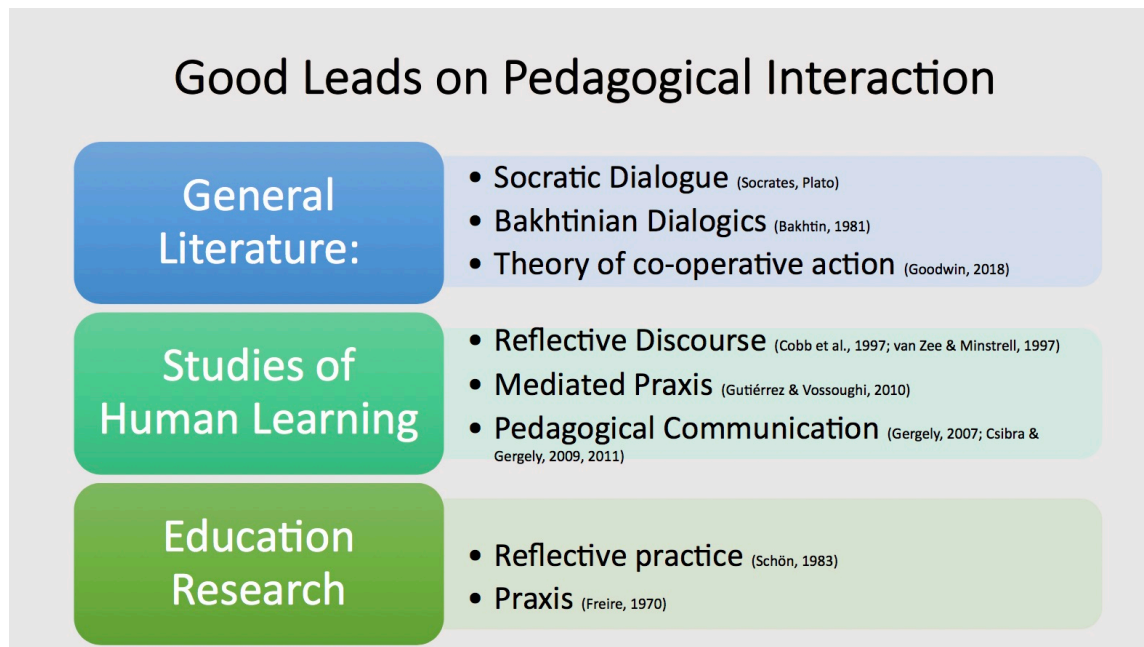 Good Leads on Pedagogical Interaction
General
Literature:
• Socratic Dialogue (Socrates, Plato)
• Bakhtinian Dialogics (Bakhtin, 1981)
• Theory of co-operative action (Goodwin, 2018)
Studies of
Human Learning
• Reflective Discourse (Cobb et al., 1997; van Zee & Minstrell, 1997)
• Mediated Praxis (Gutiérrez & Vossoughi, 2010)
• Pedagogical Communication (Gergely, 2007; Csibra &
Gergely, 2009, 2011)
Education
Research
• Reflective practice (Schön, 1983)
• Praxis (Freire, 1970)